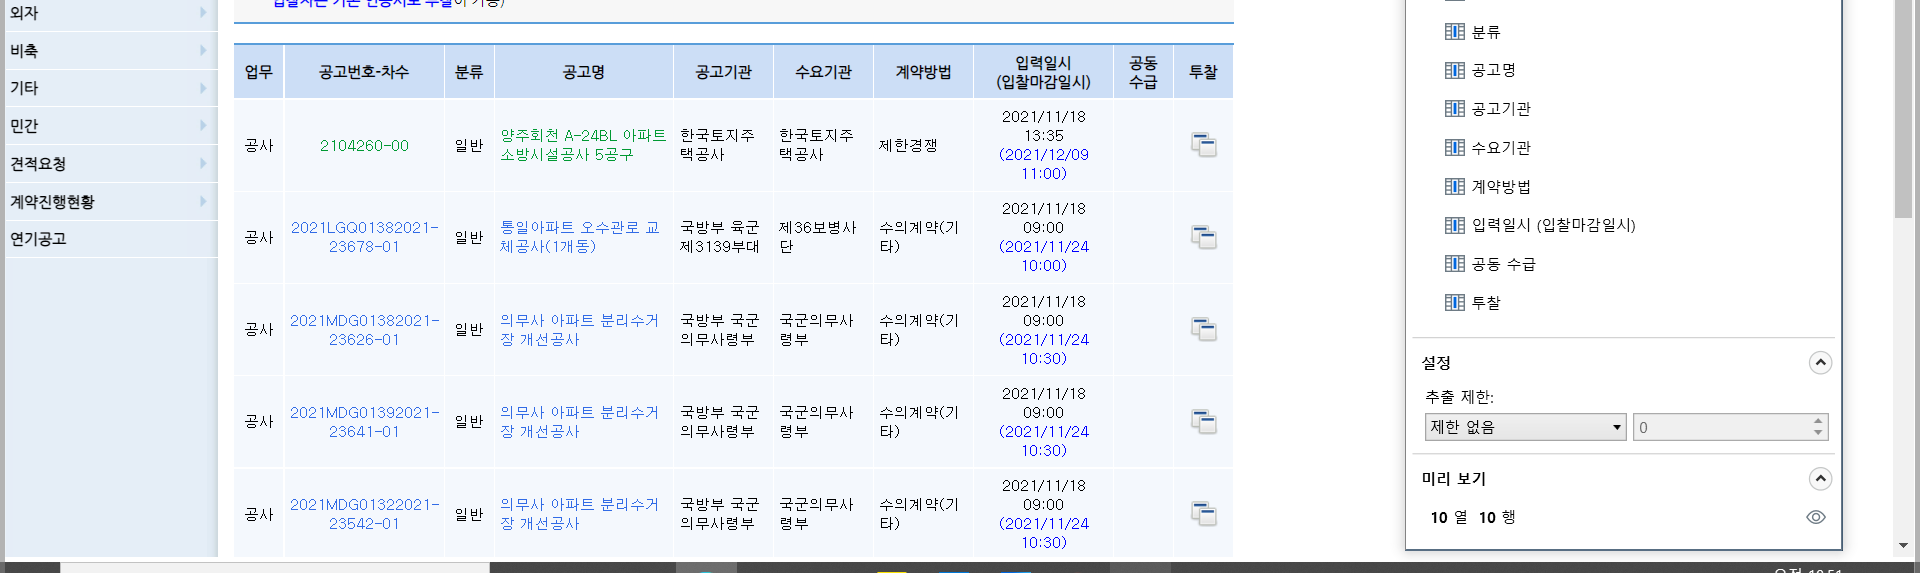 외자
비축
기타
민간
견적요청
계약진행현황
연기공고
입찰자는 기존 인증서로 투찰이 가능)
업무 공고번호-차수 분류 공고명 공고기관 수요기관 계약방법 입력일시 (입찰마감일시) 공동 수급 투찰
공사 2104260-00 일반 양주회천 A-24BL 아파트 소방시설공사 5공구 한국토지주택공사 한국토지주택공사 제한경쟁 2021/11/18 13:35 (2021/12/09 11:00)
공사 2021LGQ01382021-23678-01 일반 통일아파트 오수관로 교체공사(1개동) 국방부 육군 제3139부대 제36보병사단 수의계약(기타) 2021/11/18 09:00 (2021/11/24 10:00)
공사 2021MDG01382021-23626-01 일반 의무사 아파트 분리수거장 개선공사 국방부 국군의무사령부 국군의무사령부 수의계약(기타) 2021/11/18 09:00 (2021/11/24 10:30)
공사 2021MDG01392021-23641-01 일반 의무사 아파트 분리수거장 개선공사 국방부 국군의무사령부 국군의무사령부 수의계약(기타) 2021/11/18 09:00 (2021/11/24 10:30)
공사 2021MDG01322021-23542-01 일반 의무사 아파트 분리수거장 개선공사 국방부 국군의무사령부 국군의무사령부 수의계약(기타) 2021/11/18 09:00 (2021/11/24 10:30)
분류
공고명
공고기관
수요기관
계약방법
입력일시 (입찰마감일시)
공동 수급
투찰
설정
추출 제한:
제한 없음 0
미리 보기
10 열 10 행